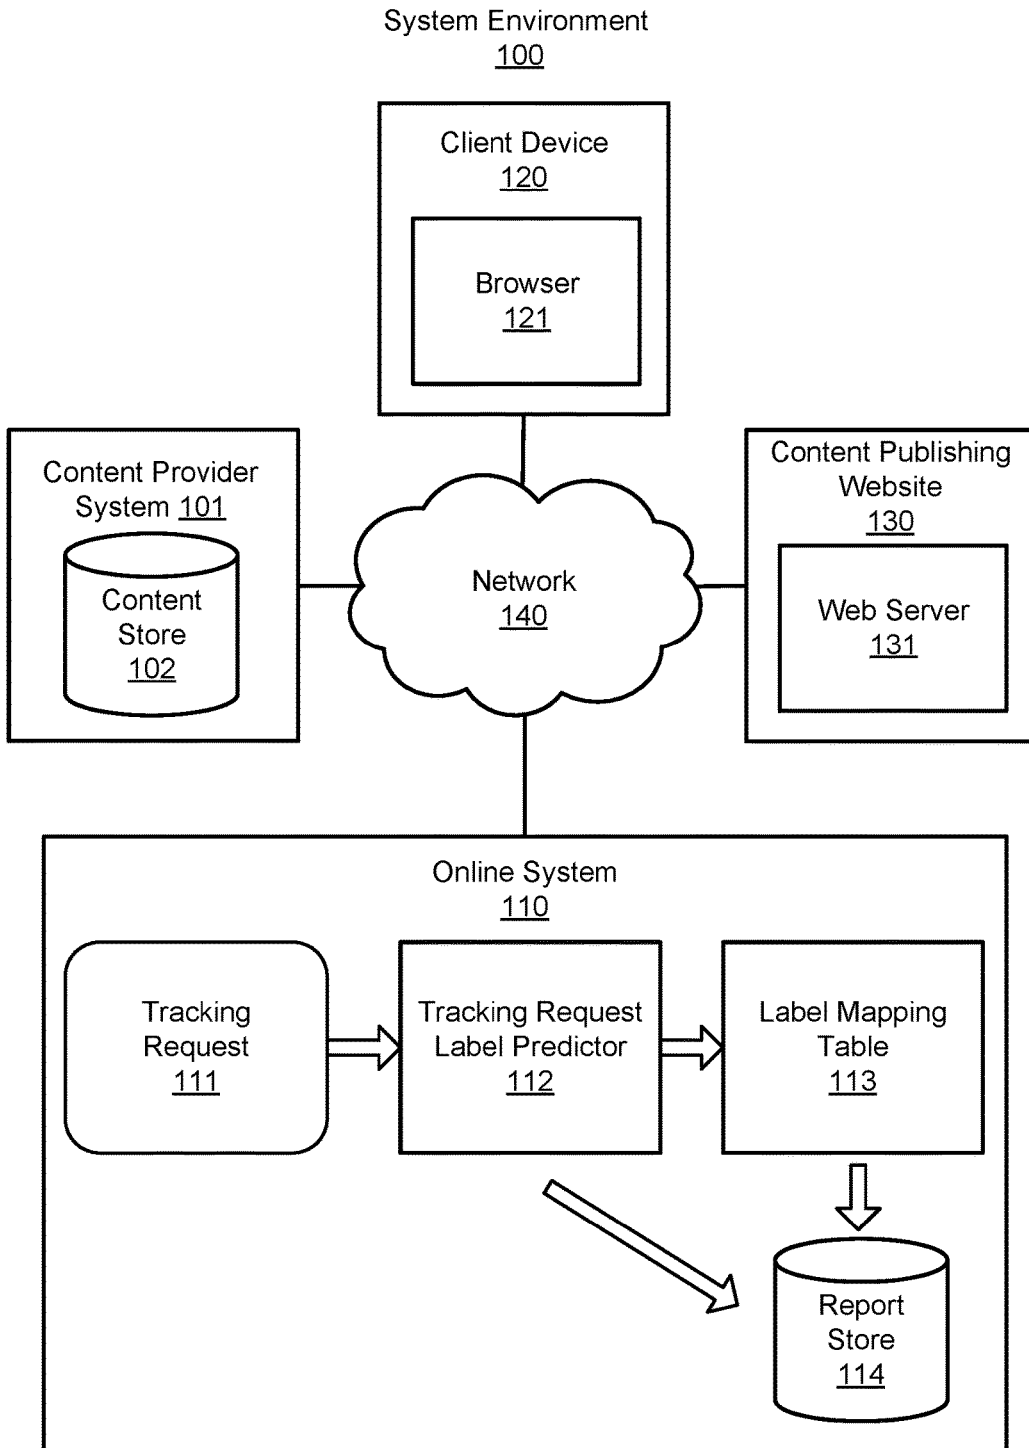 System Environment
100
Client Device
120
Browser
121
Content Provider
System 101
Content
Store
102
Network
140
Content Publishing
Website
130
Web Server
131
Online System
110
Tracking
Request
111
Tracking Request
Label Predictor
112
Label Mapping
Table
113
Report
Store
114